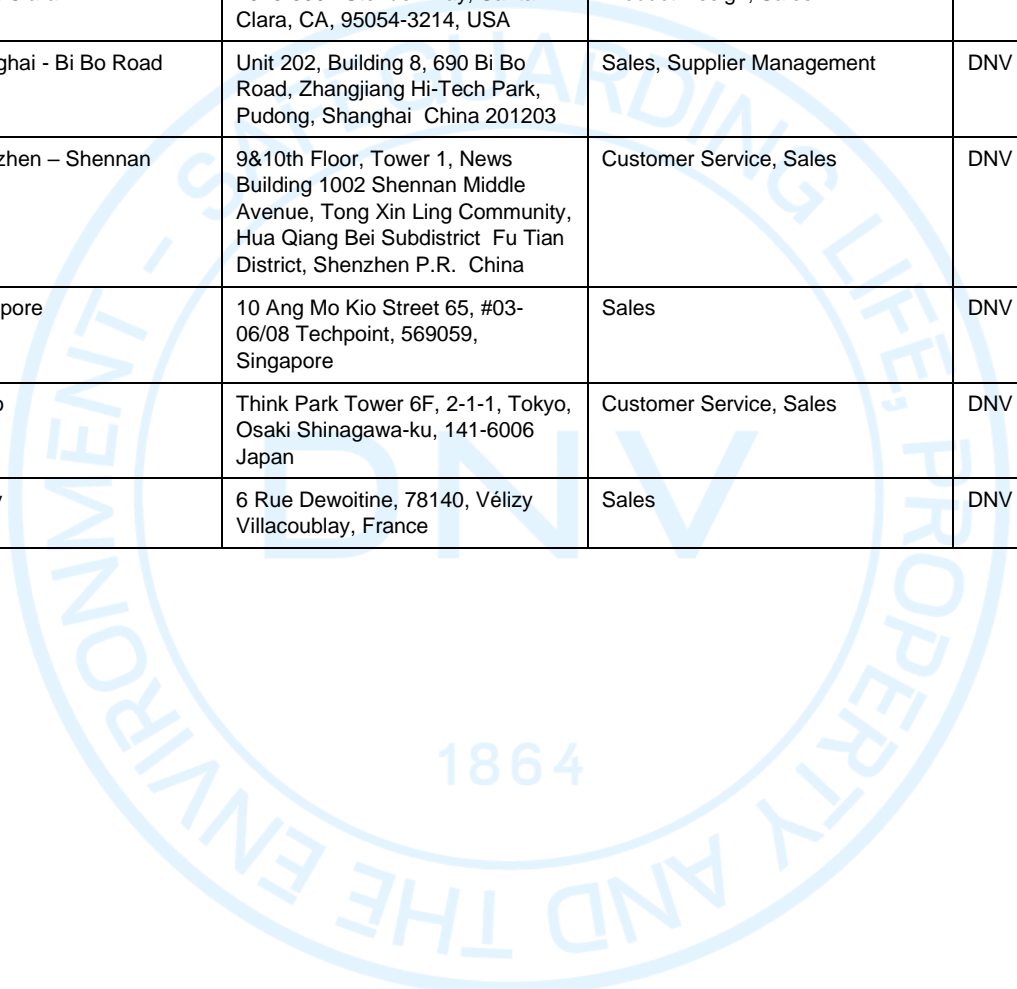 Clara, CA, 95054-3214, USA
ghai - Bi Bo Road
Unit 202, Building 8, 690 Bi Bo
Road, Zhangjiang Hi-Tech Park,
Pudong, Shanghai China 201203
Sales, Supplier Management
DNV
zhen – Shennan
9&10th Floor, Tower 1, News
Building 1002 Shennan Middle
Avenue, Tong Xin Ling Community,
Hua Qiang Bei Subdistrict Fu Tian
District, Shenzhen P.R. China
Customer Service, Sales
DNV
pore
10 Ang Mo Kio Street 65, #03-
06/08 Techpoint, 569059,
Singapore
Sales
DNV
Think Park Tower 6F, 2-1-1, Tokyo,
Osaki Shinagawa-ku, 141-6006
Japan
Customer Service, Sales
DNV
6 Rue Dewoitine, 78140, Vélizy
Villacoublay, France
Sales
DNV
SAFEGUARDING LIFE, PROPERTY AND THE ENVIRONMENT -
DNV
1864